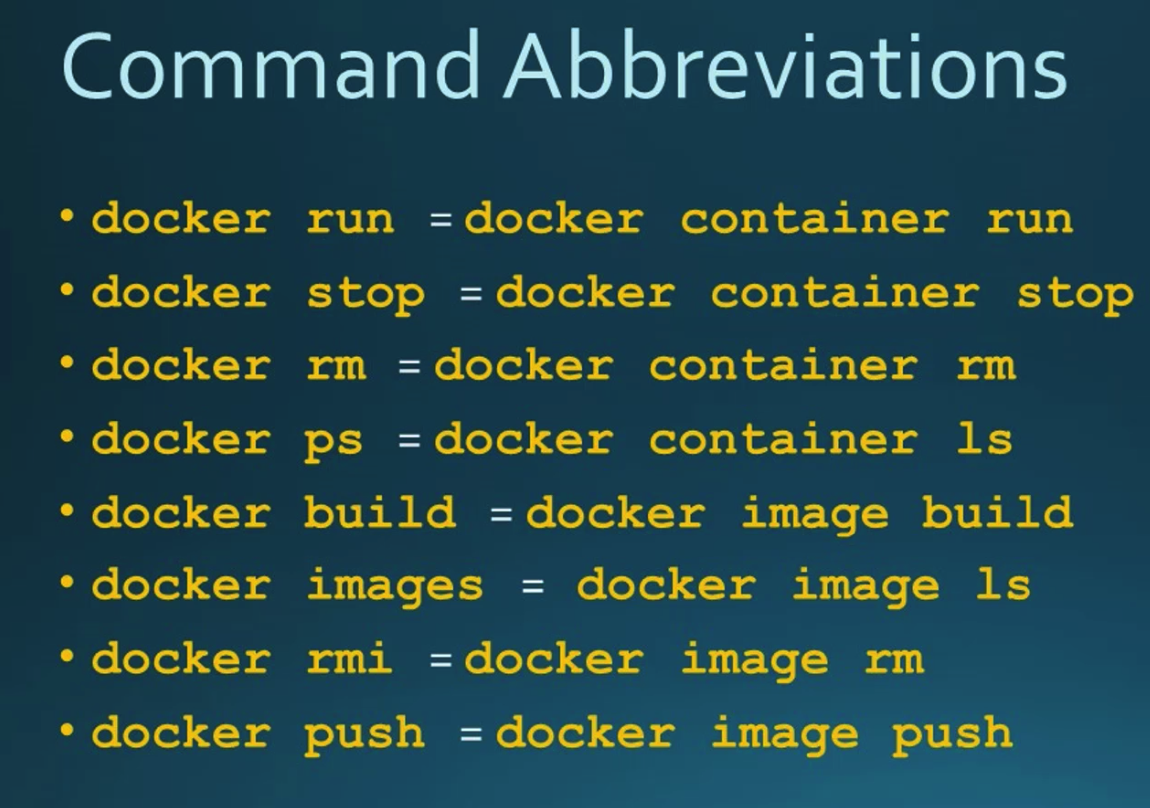 Command Abbreviations
• docker run = docker container run
• docker stop = docker container stop
• docker rm = docker container rm
• docker ps = docker container ls
• docker build = docker image build
• docker images = docker image ls
• docker rmi = docker image rm
• docker push = docker image push